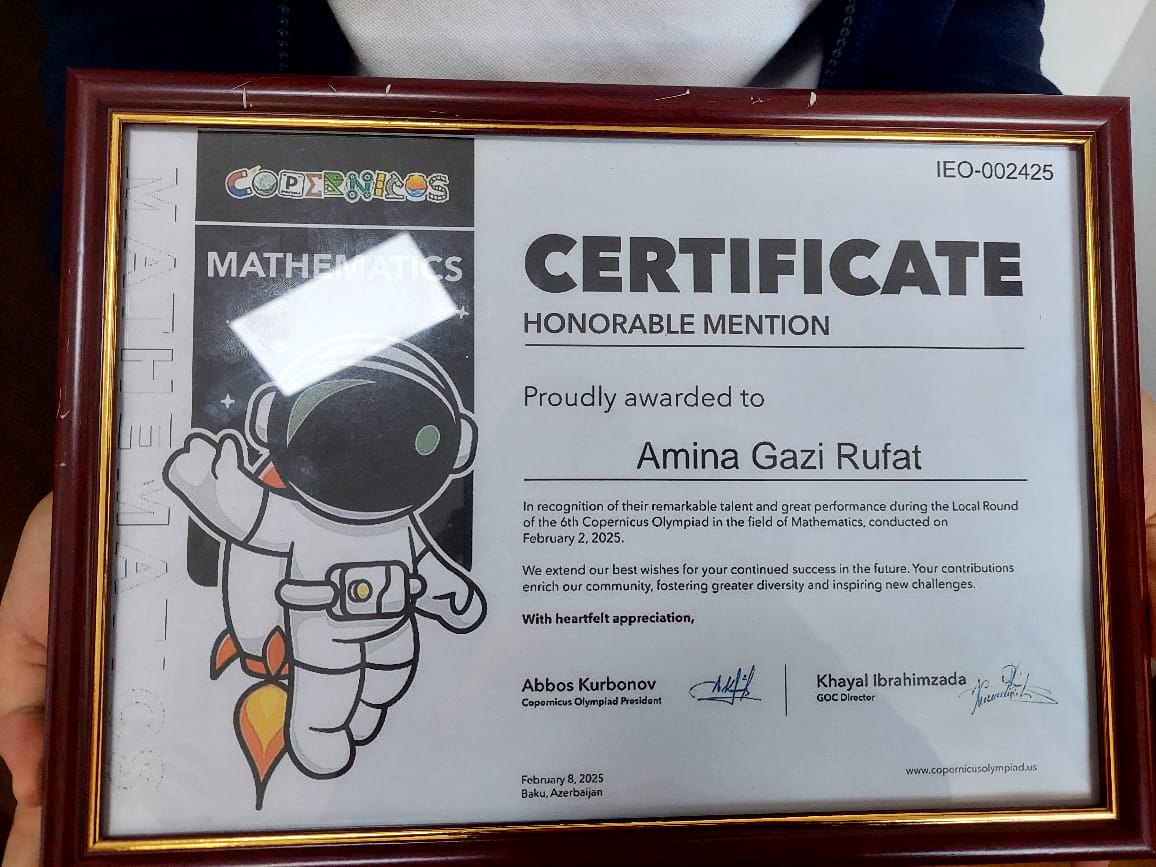 COPERNICOS
MATHEMATICS
MATHEMATICS
IEO-002425
CERTIFICATE
HONORABLE MENTION
Proudly awarded to
Amina Gazi Rufat
In recognition of their remarkable talent and great performance during the Local Round
of the 6th Copernicus Olympiad in the field of Mathematics, conducted on
February 2, 2025.
We extend our best wishes for your continued success in the future. Your contributions
enrich our community, fostering greater diversity and inspiring new challenges.
With heartfelt appreciation,
Abbos Kurbonov
Copernicus Olympiad President
Khayal Ibrahimzada
GOC Director
February 8, 2025
Baku, Azerbaijan
www.copernicusolympiad.us